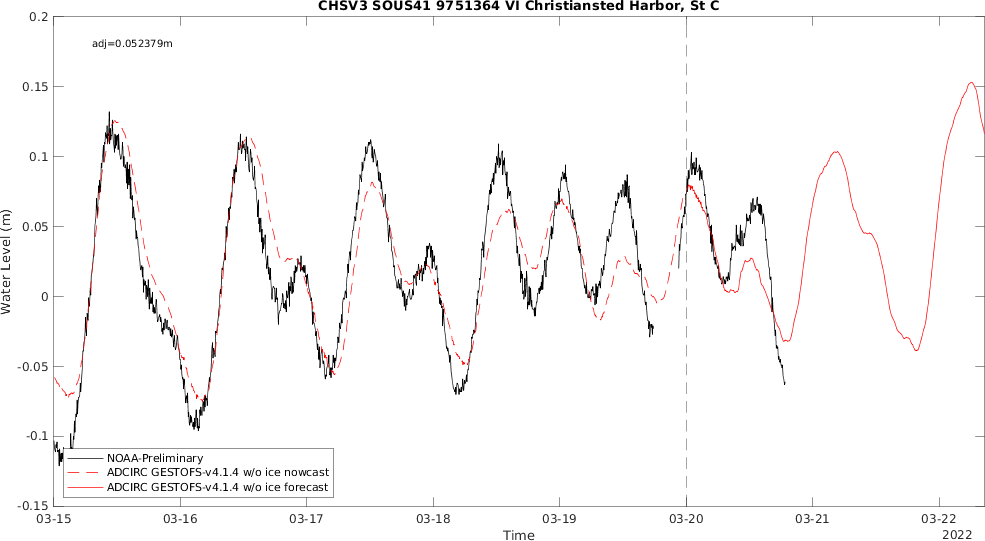 CHSV3 SOUS41 9751364 VI Christiansted Harbor, St C
adj=0.052379m
0.2
0.15
0.1
0.05
0
-0.05
-0.1
-0.15
Water Level (m)
NOAA-Preliminary
ADCIRC GESTOFS-v4.1.4 w/o ice nowcast
ADCIRC GESTOFS-v4.1.4 w/o ice forecast
03-15 03-16 03-17 03-18 03-19 03-20 03-21 03-22
Time
2022